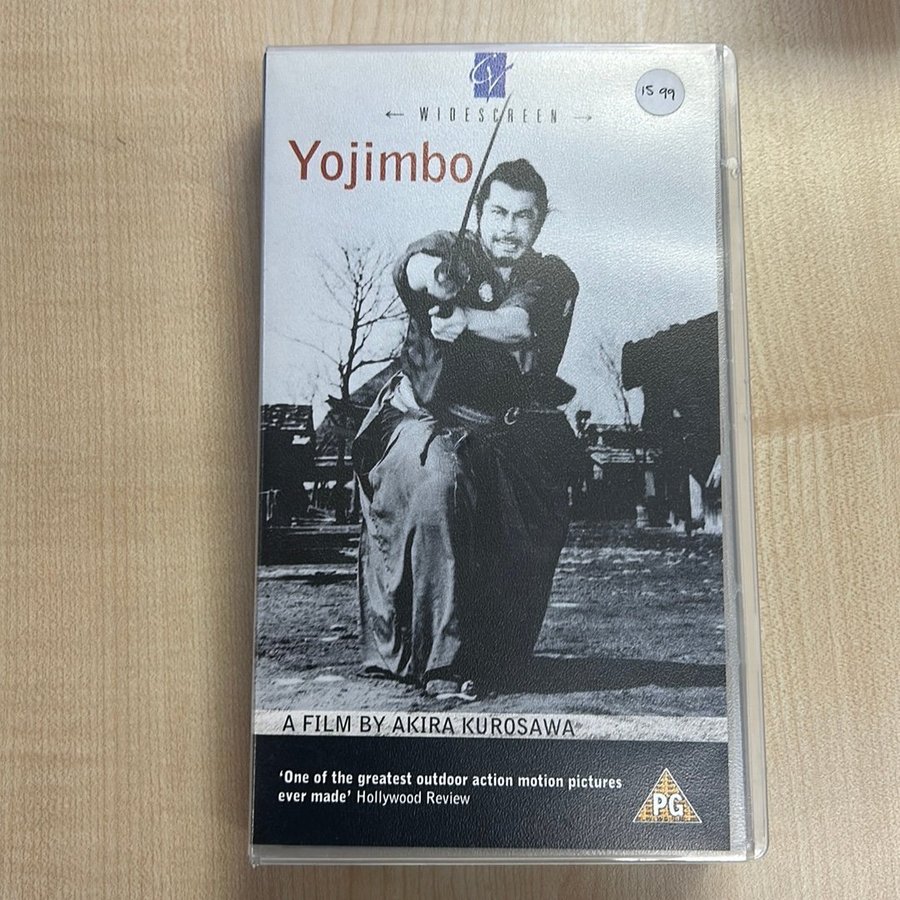 CV
15 99
← WIDESCREEN →
Yojimbo
A FILM BY AKIRA KUROSAWA
‘One of the greatest outdoor action motion pictures
ever made’ Hollywood Review
PG